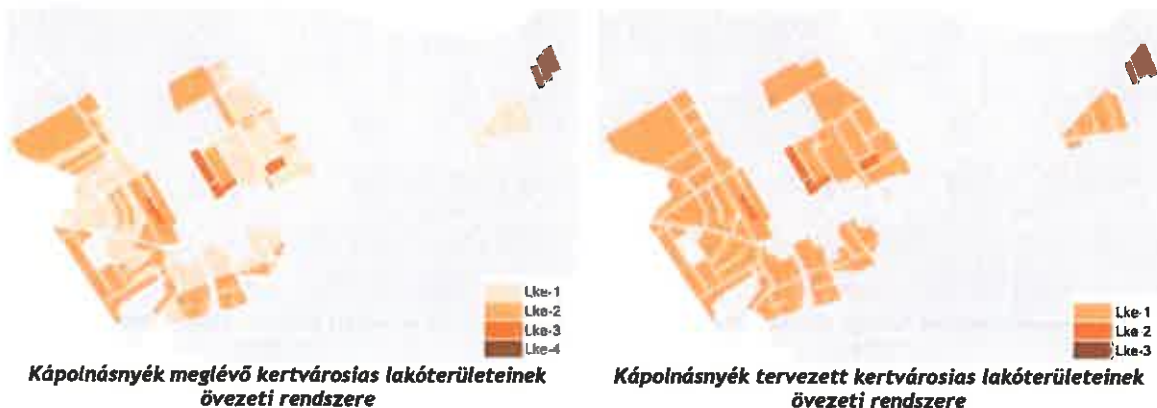 Lke-1
Lke-2
Lke-3
Lke-4
Kápolnásnyék meglévő kertvárosias lakóterületeinek
övezeti rendszere
Lke-1
Lke-2
Lke-3
Kápolnásnyék tervezett kertvárosias lakóterületeinek
övezeti rendszere